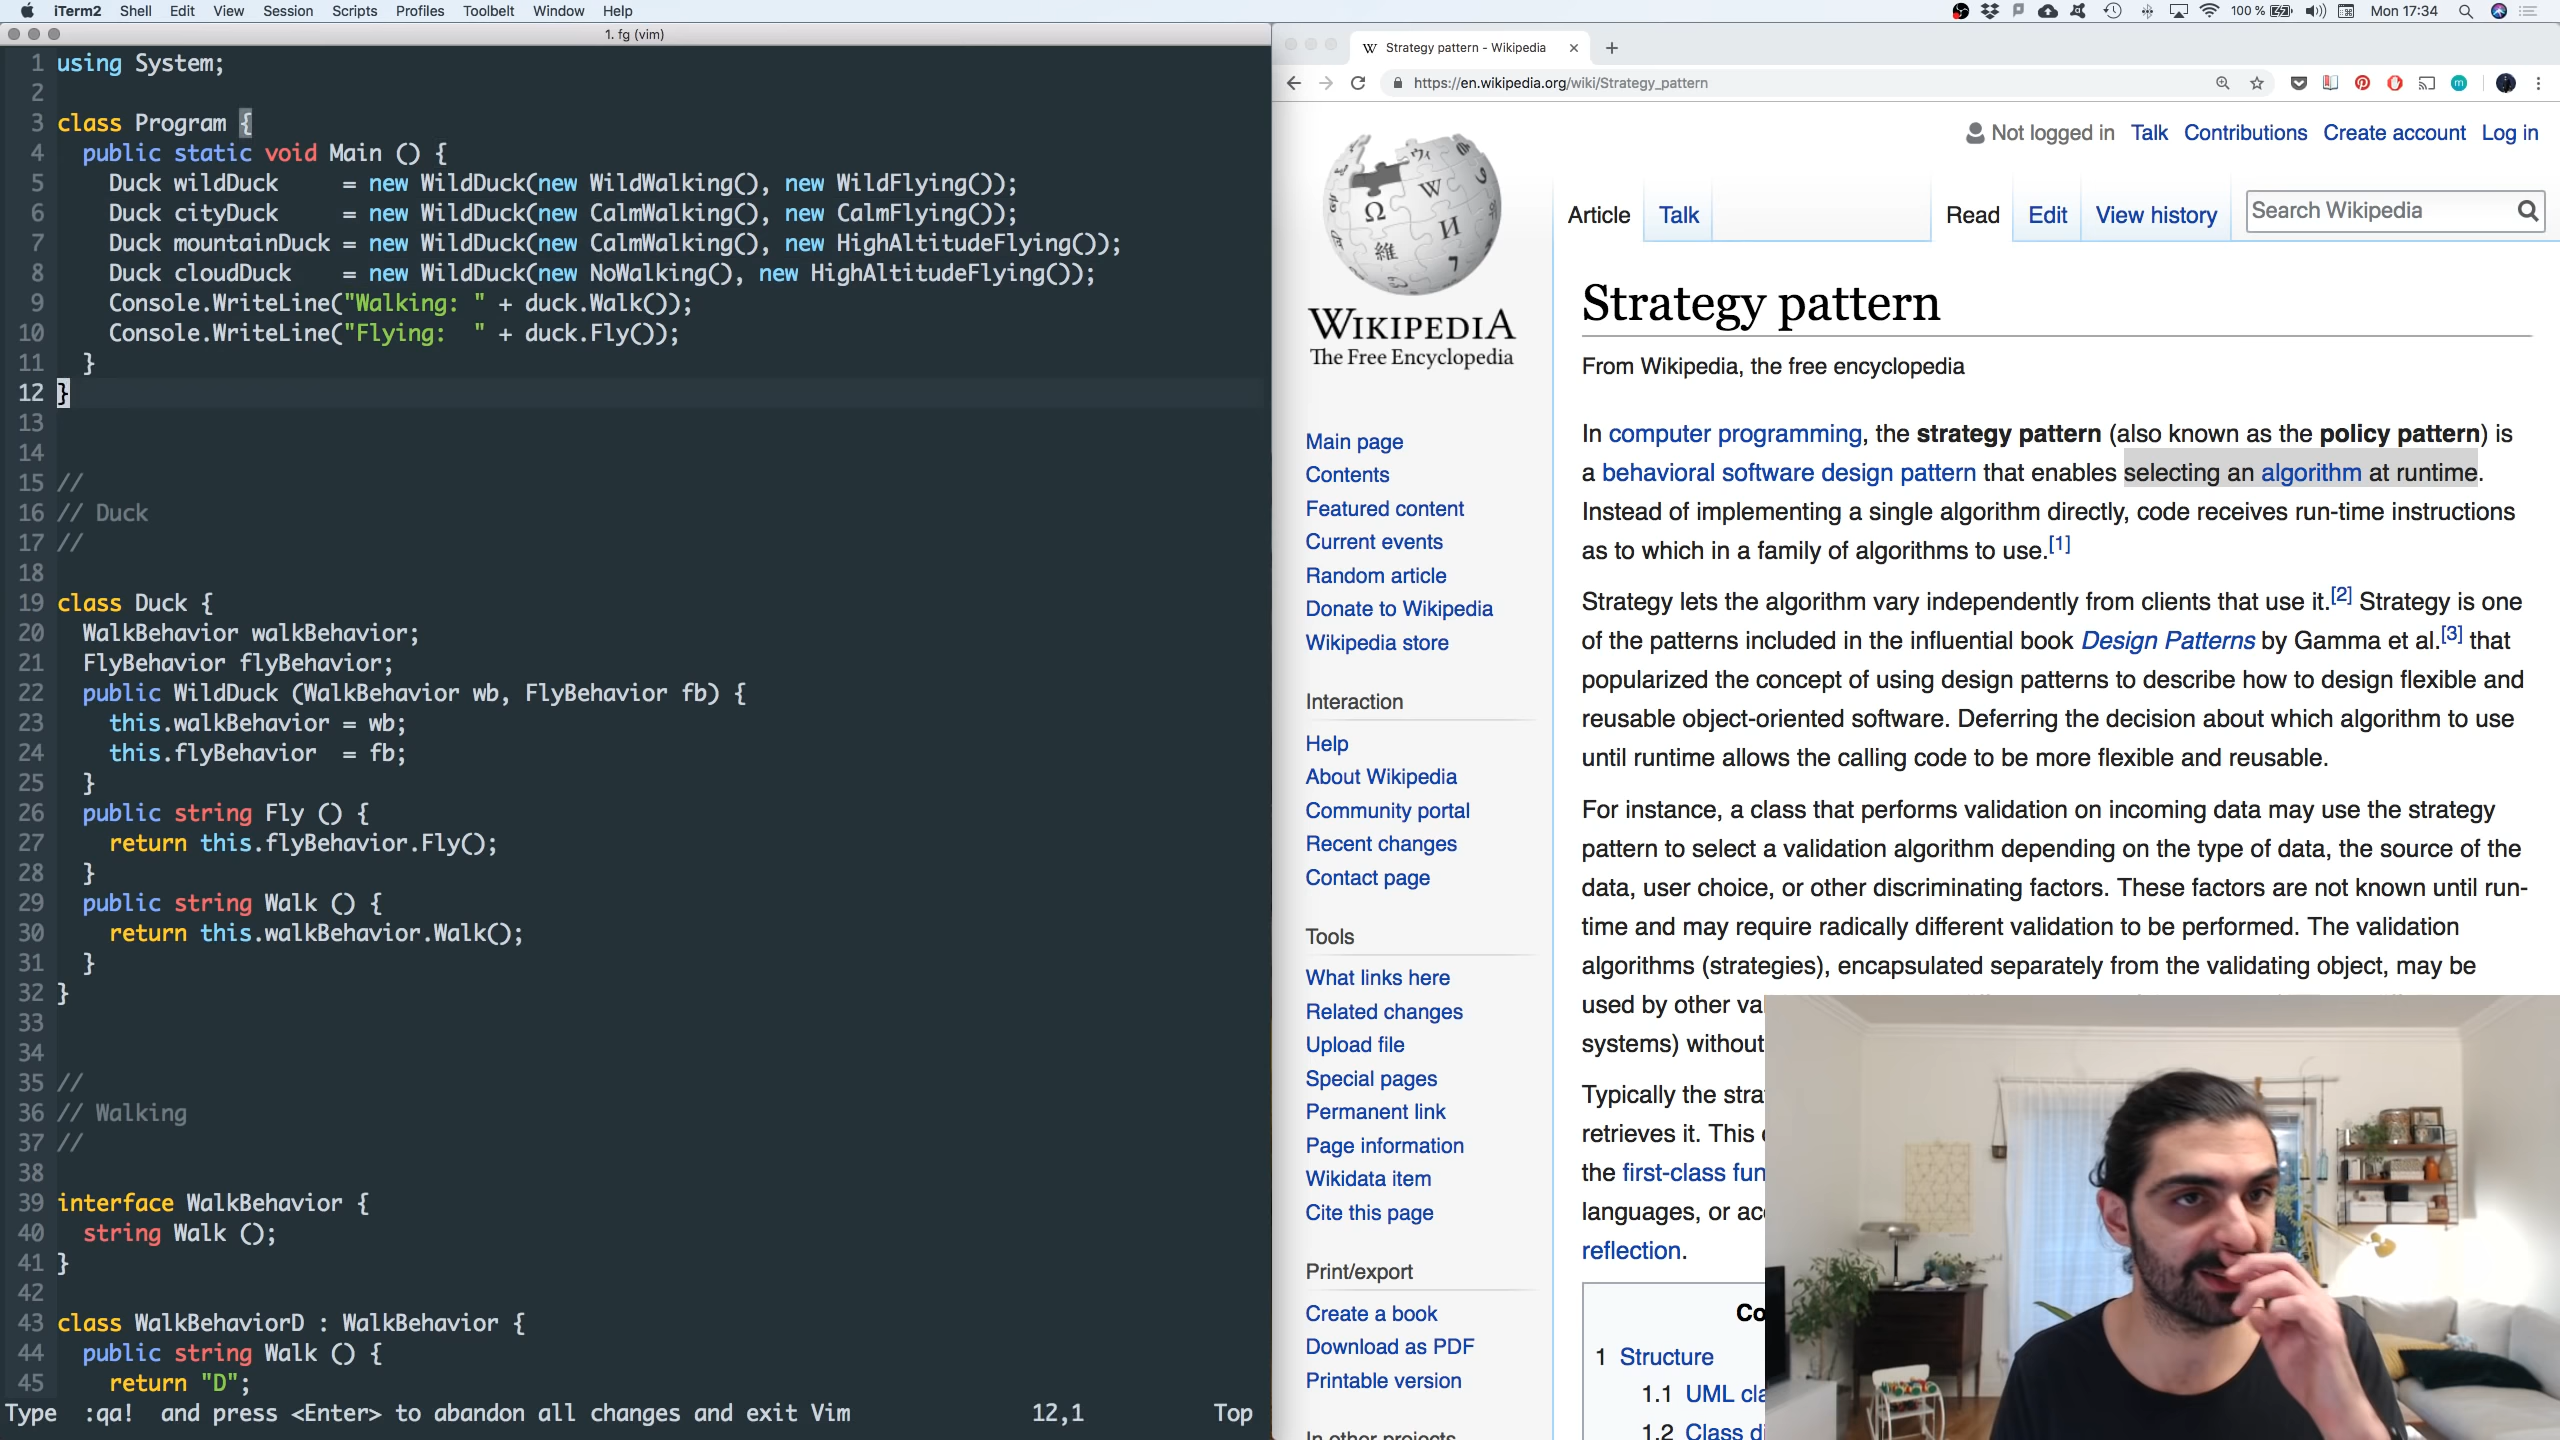 iTerm2 Shell Edit View Session Scripts Profiles Toolbelt Window Help
100 % Mon 17:34
1. fg (vim)
1 using System;
2
3 class Program {
4 public static void Main () {
5 Duck wildDuck = new WildDuck(new WildWalking(), new WildFlying());
6 Duck cityDuck = new WildDuck(new CalmWalking(), new CalmFlying());
7 Duck mountainDuck = new WildDuck(new CalmWalking(), new HighAltitudeFlying());
8 Duck cloudDuck = new WildDuck(new NoWalking(), new HighAltitudeFlying());
9 Console.WriteLine("Walking: " + duck.Walk());
10 Console.WriteLine("Flying:  " + duck.Fly());
11 }
12 }
13
14
15 //
16 // Duck
17 //
18
19 class Duck {
20 WalkBehavior walkBehavior;
21 FlyBehavior flyBehavior;
22 public WildDuck (WalkBehavior wb, FlyBehavior fb) {
23 this.walkBehavior = wb;
24 this.flyBehavior = fb;
25 }
26 public string Fly () {
27 return this.flyBehavior.Fly();
28 }
29 public string Walk () {
30 return this.walkBehavior.Walk();
31 }
32 }
33
34
35 //
36 // Walking
37 //
38
39 interface WalkBehavior {
40 string Walk ();
41 }
42
43 class WalkBehaviorD : WalkBehavior {
44 public string Walk () {
45 return "D";
Type  :qa!  and press <Enter> to abandon all changes and exit Vim 12,1 Top
W Strategy pattern - Wikipedia
https://en.wikipedia.org/wiki/Strategy_pattern
Not logged in Talk Contributions Create account Log in
Article Talk Read Edit View history Search Wikipedia
WIKIPEDIA
The Free Encyclopedia
Main page
Contents
Featured content
Current events
Random article
Donate to Wikipedia
Wikipedia store
Interaction
Help
About Wikipedia
Community portal
Recent changes
Contact page
Tools
What links here
Related changes
Upload file
Special pages
Permanent link
Page information
Wikidata item
Cite this page
Print/export
Create a book
Download as PDF
Printable version
In other projects
Strategy pattern
From Wikipedia, the free encyclopedia
In computer programming, the strategy pattern (also known as the policy pattern) is
a behavioral software design pattern that enables selecting an algorithm at runtime.
Instead of implementing a single algorithm directly, code receives run-time instructions
as to which in a family of algorithms to use.[1]
Strategy lets the algorithm vary independently from clients that use it.[2] Strategy is one
of the patterns included in the influential book Design Patterns by Gamma et al.[3] that
popularized the concept of using design patterns to describe how to design flexible and
reusable object-oriented software. Deferring the decision about which algorithm to use
until runtime allows the calling code to be more flexible and reusable.
For instance, a class that performs validation on incoming data may use the strategy
pattern to select a validation algorithm depending on the type of data, the source of the
data, user choice, or other discriminating factors. These factors are not known until run-
time and may require radically different validation to be performed. The validation
algorithms (strategies), encapsulated separately from the validating object, may be
used by other va
systems) without
Typically the stra
retrieves it. This
the first-class fun
languages, or ac
reflection.
Co
1 Structure
1.1 UML cla
1.2 Class di